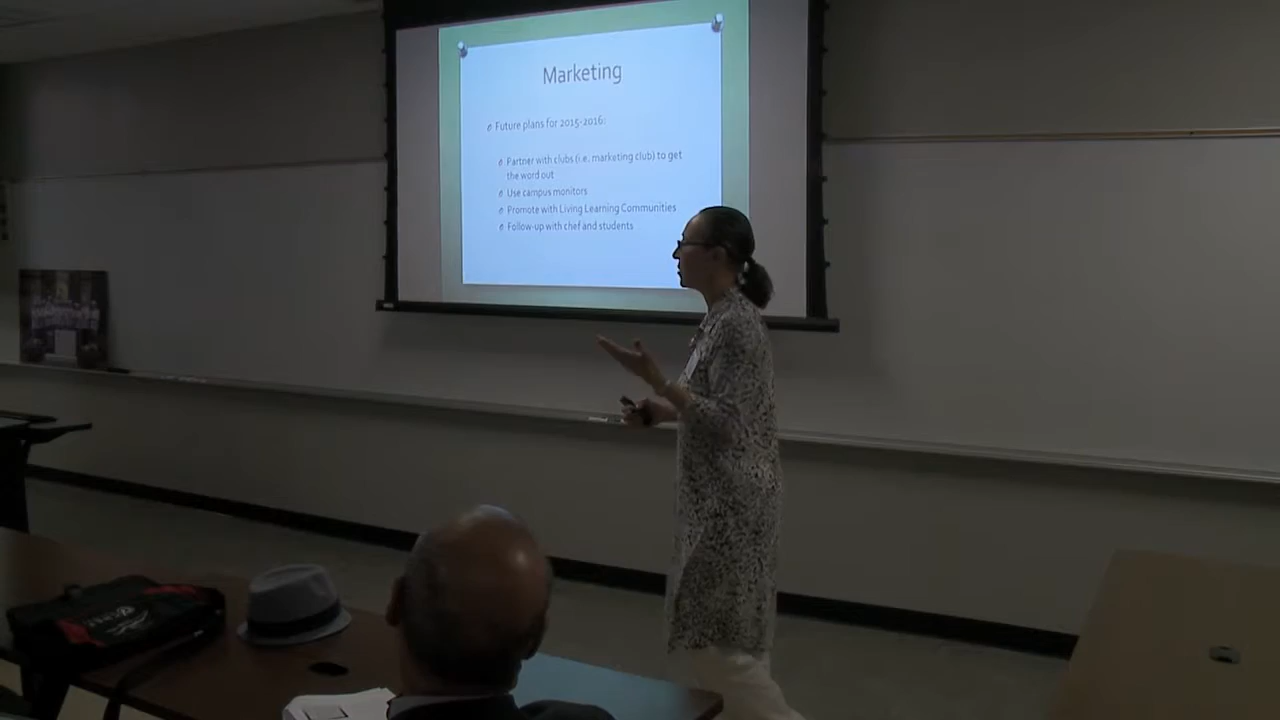 Marketing
Future plans for 2015-2016:
Partner with clubs (i.e. marketing club) to get
the word out
Use campus monitors
Promote with Living Learning Communities
Follow-up with chef and students